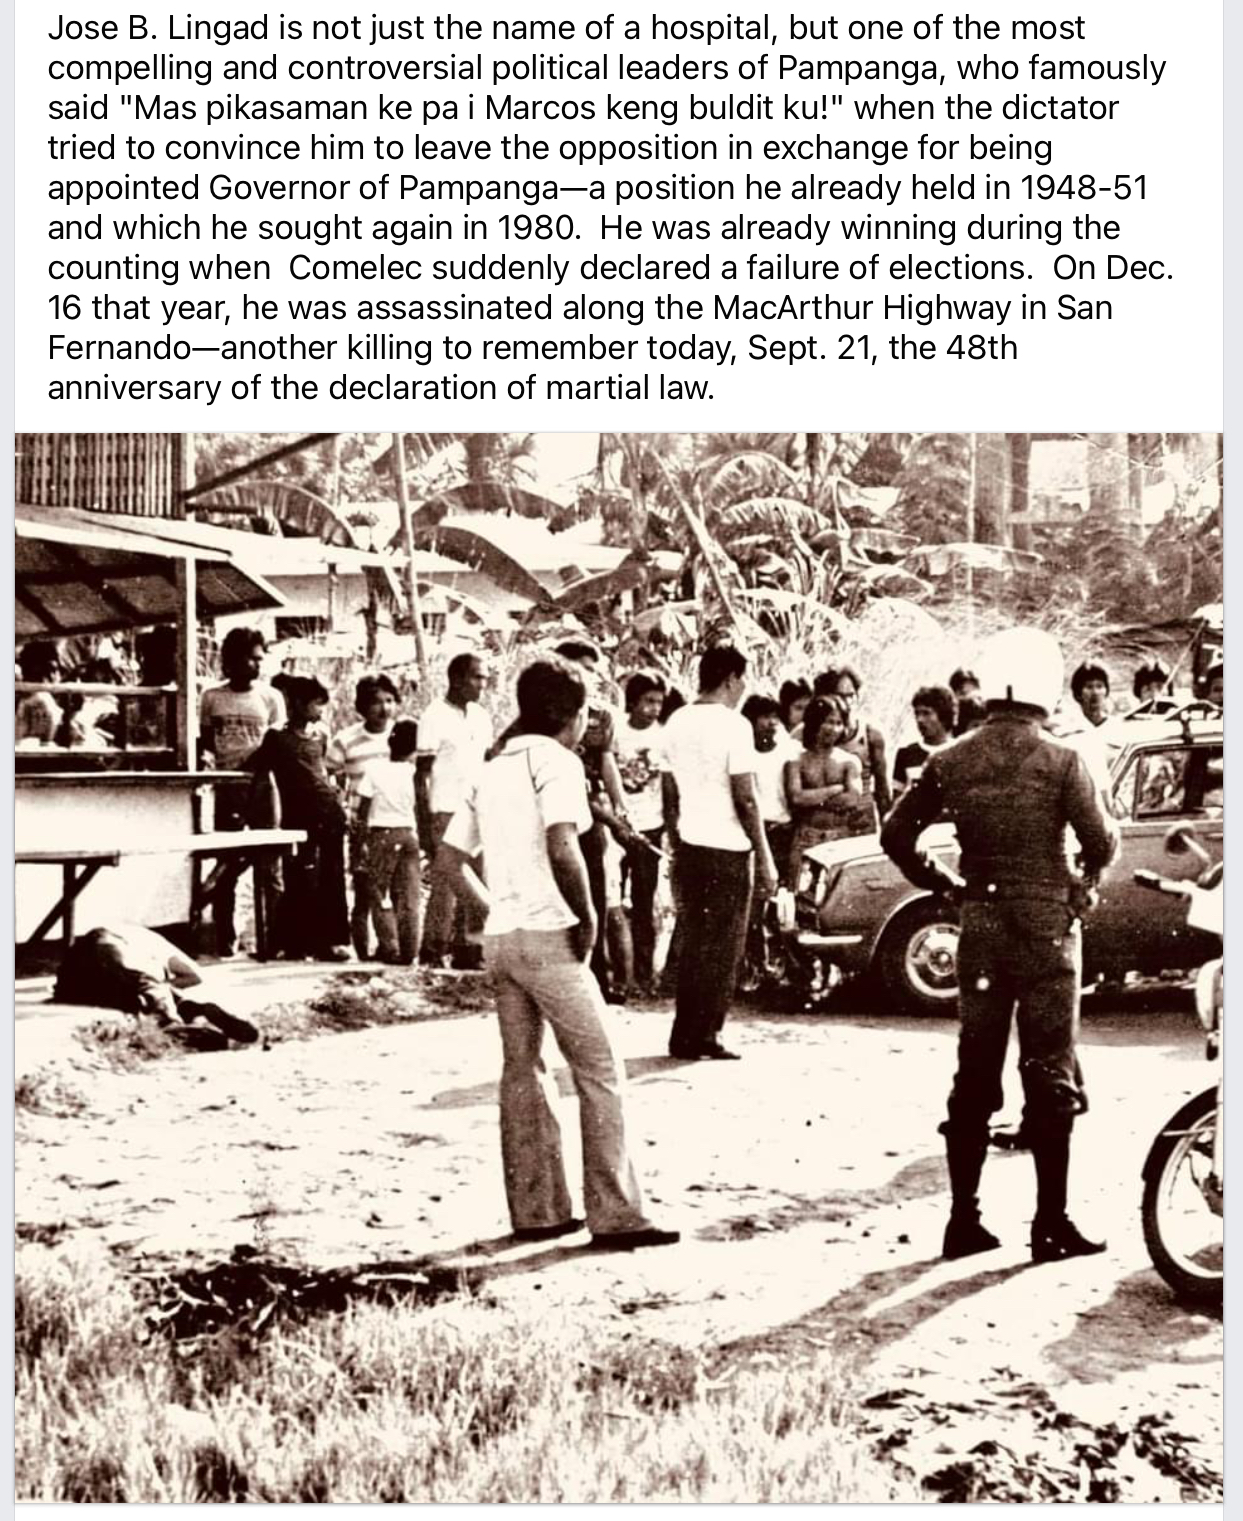 Jose B. Lingad is not just the name of a hospital, but one of the most
compelling and controversial political leaders of Pampanga, who famously
said "Mas pikasaman ke pa i Marcos keng buldit ku!" when the dictator
tried to convince him to leave the opposition in exchange for being
appointed Governor of Pampanga—a position he already held in 1948-51
and which he sought again in 1980.  He was already winning during the
counting when  Comelec suddenly declared a failure of elections.  On Dec.
16 that year, he was assassinated along the MacArthur Highway in San
Fernando—another killing to remember today, Sept. 21, the 48th
anniversary of the declaration of martial law.